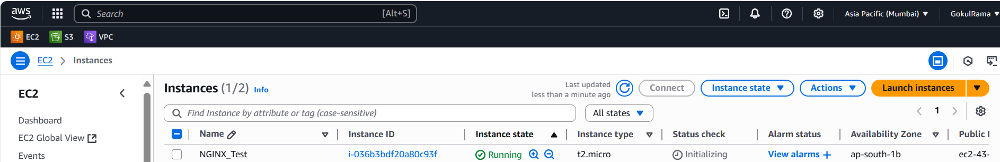 aws Search [Alt+S] Asia Pacific (Mumbai) GokulRama
EC2 S3 VPC
EC2 Instances
Instances (1/2) Info Last updated less than a minute ago Connect Instance state Actions Launch instances
EC2
Find Instance by attribute or tag (case-sensitive) All states 1
Dashboard
Name Instance ID Instance state Instance type Status check Alarm status Availability Zone Public I
EC2 Global View
Events
NGINX_Test i-036b3bdf20a80c93f Running t2.micro Initializing View alarms + ap-south-1b ec2-43-